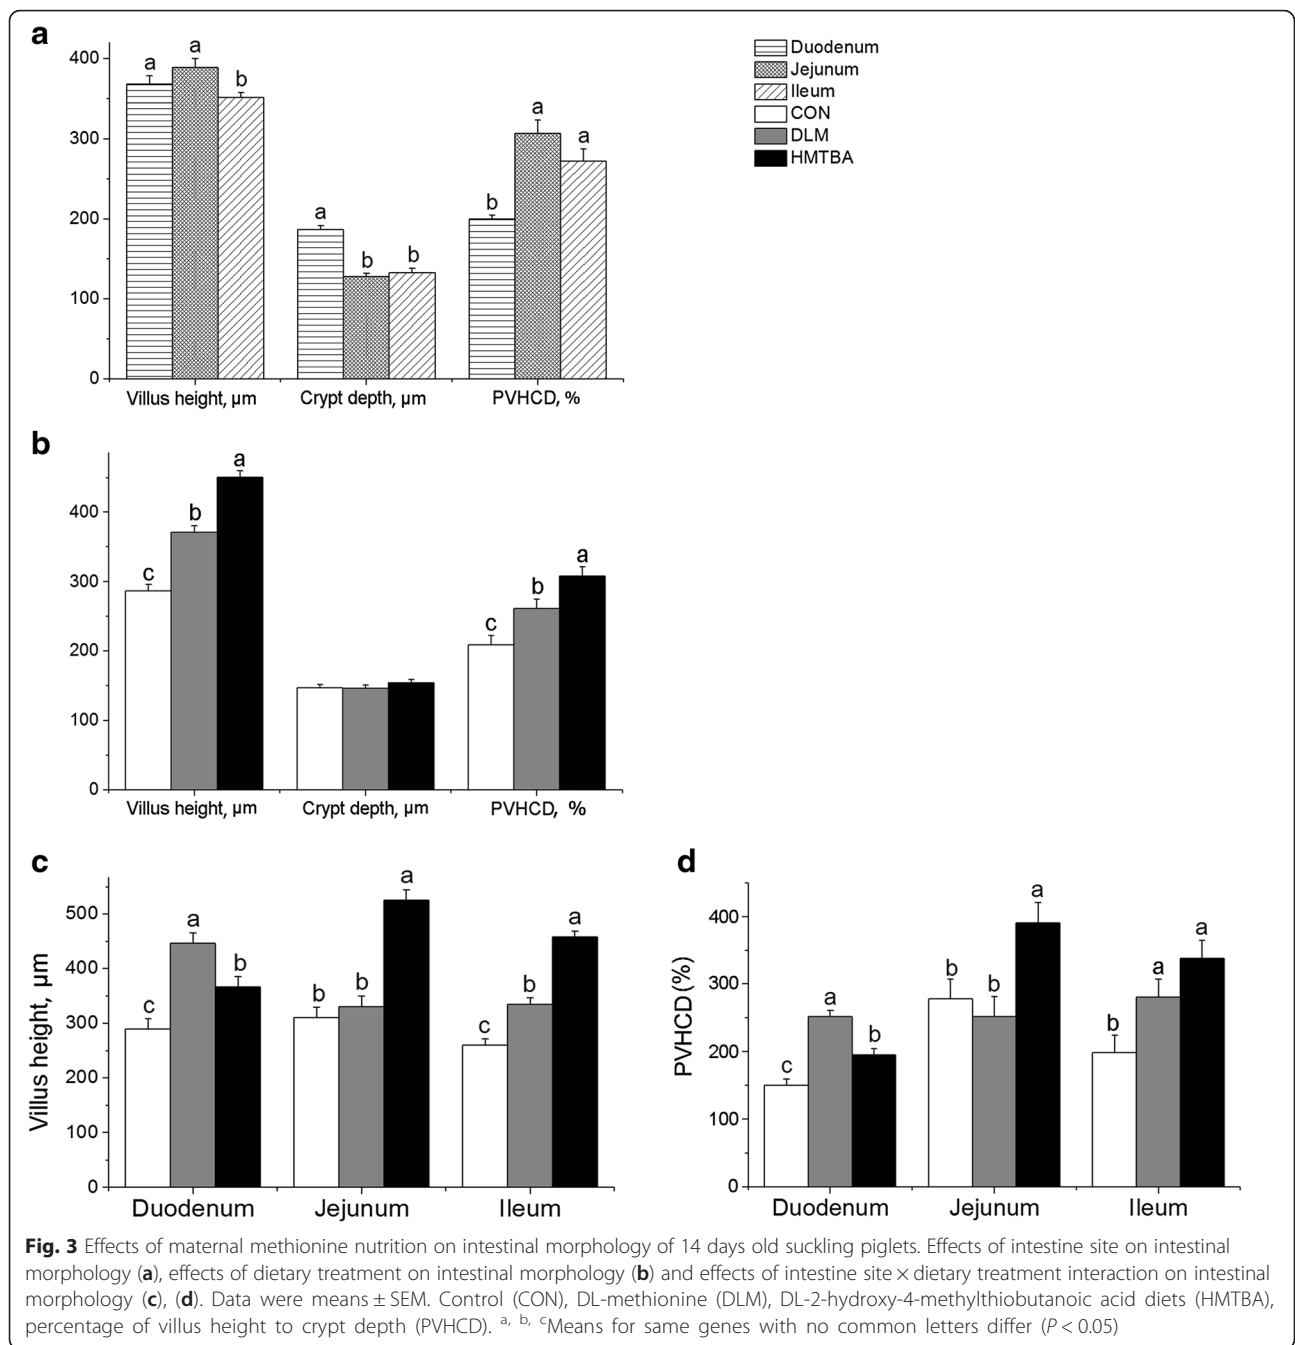 a
Duodenum
Jejunum
Ileum
CON
DLM
HMTBA
400
300
200
100
0
a a b
a b b
b a a
Villus height, µm Crypt depth, µm PVHCD, %
b
400
300
200
100
0
c b a
c b a
Villus height, µm Crypt depth, µm PVHCD, %
c
Villus height, µm
500
400
300
200
100
0
c a b
b b a
c b a
Duodenum Jejunum Ileum
d
PVHCD(%)
400
300
200
100
0
c a b
b b a
b a a
Duodenum Jejunum Ileum
Fig. 3 Effects of maternal methionine nutrition on intestinal morphology of 14 days old suckling piglets. Effects of intestine site on intestinal
morphology (a), effects of dietary treatment on intestinal morphology (b) and effects of intestine site × dietary treatment interaction on intestinal
morphology (c), (d). Data were means ± SEM. Control (CON), DL-methionine (DLM), DL-2-hydroxy-4-methylthiobutanoic acid diets (HMTBA),
percentage of villus height to crypt depth (PVHCD). a, b, cMeans for same genes with no common letters differ (P < 0.05)